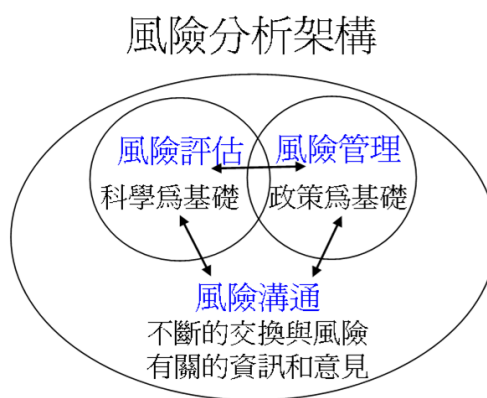 風險分析架構
風險評估
風險管理
科學爲基礎
政策爲基礎
風險溝通
不斷的交換與風險
有關的資訊和意見